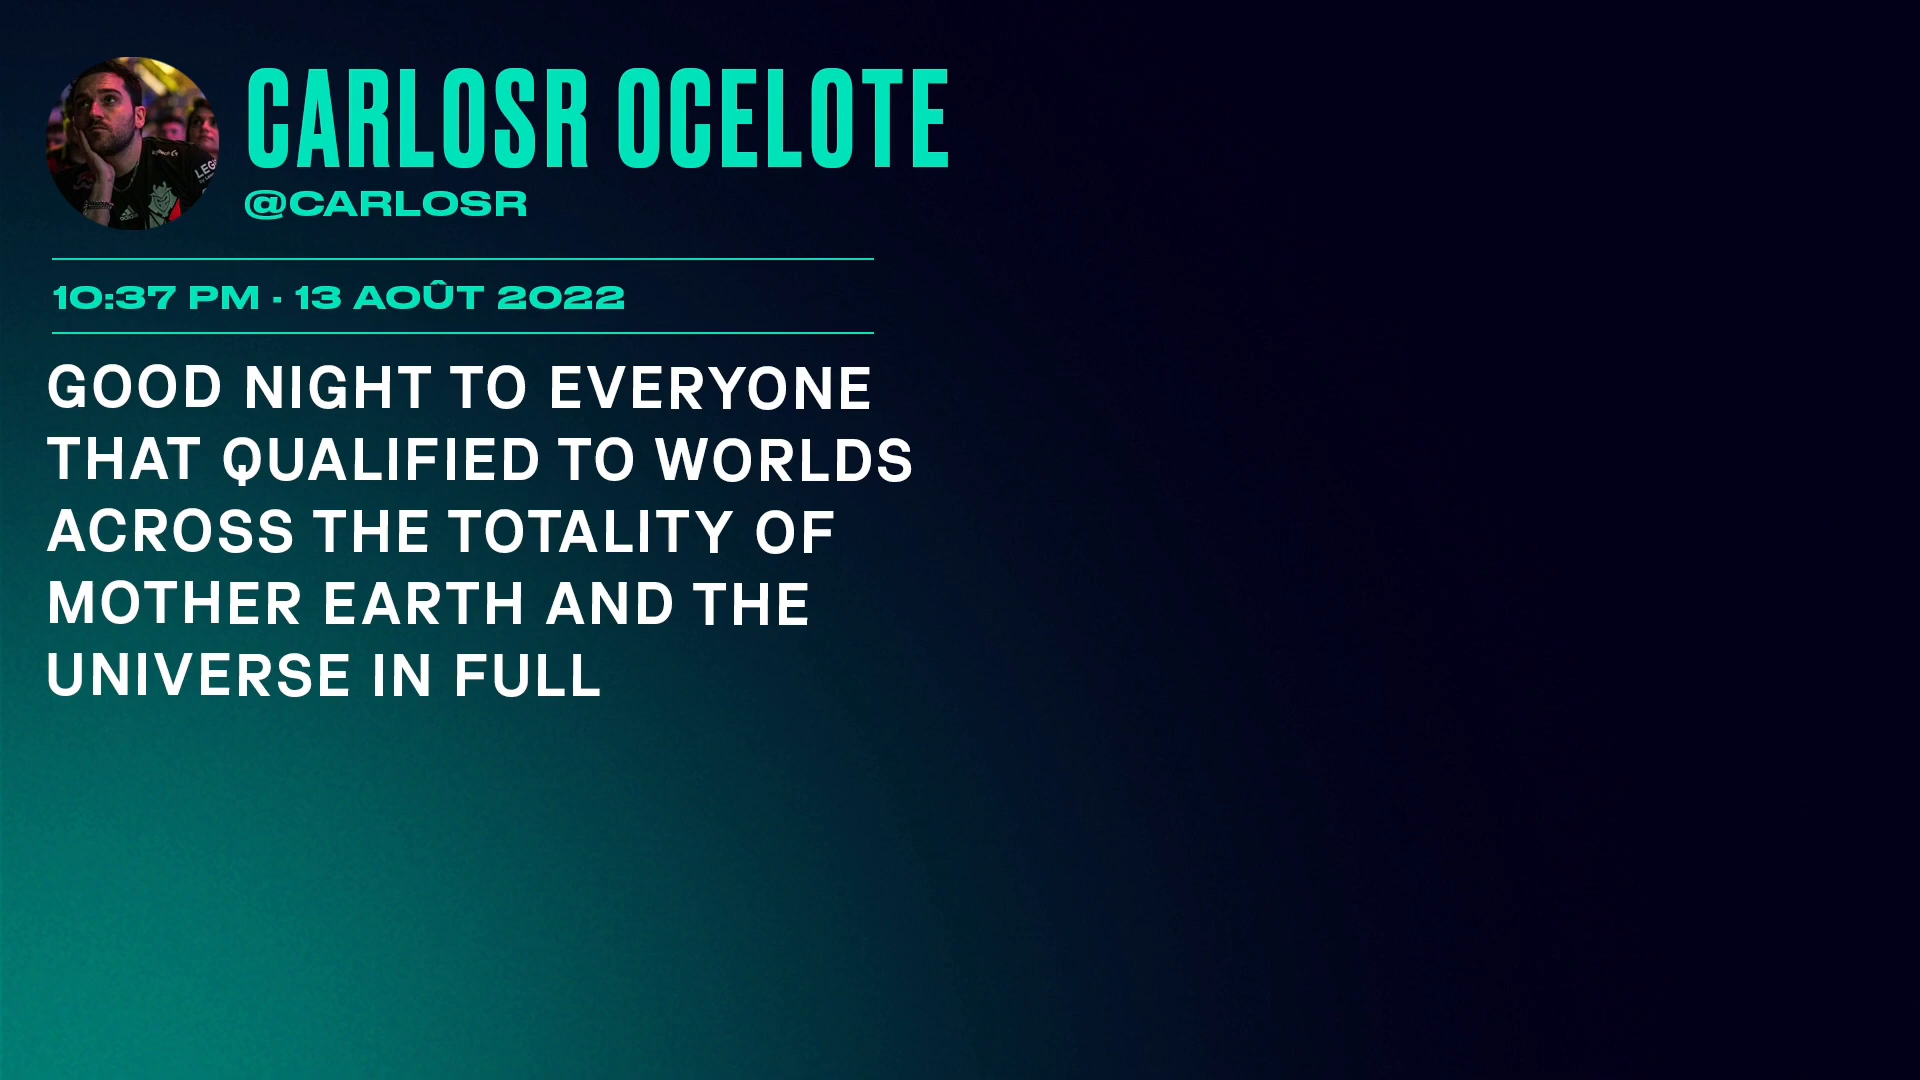 CARLOSR OCELOTE
@CARLOSR
10:37 PM · 13 AOÛT 2022
GOOD NIGHT TO EVERYONE
THAT QUALIFIED TO WORLDS
ACROSS THE TOTALITY OF
MOTHER EARTH AND THE
UNIVERSE IN FULL